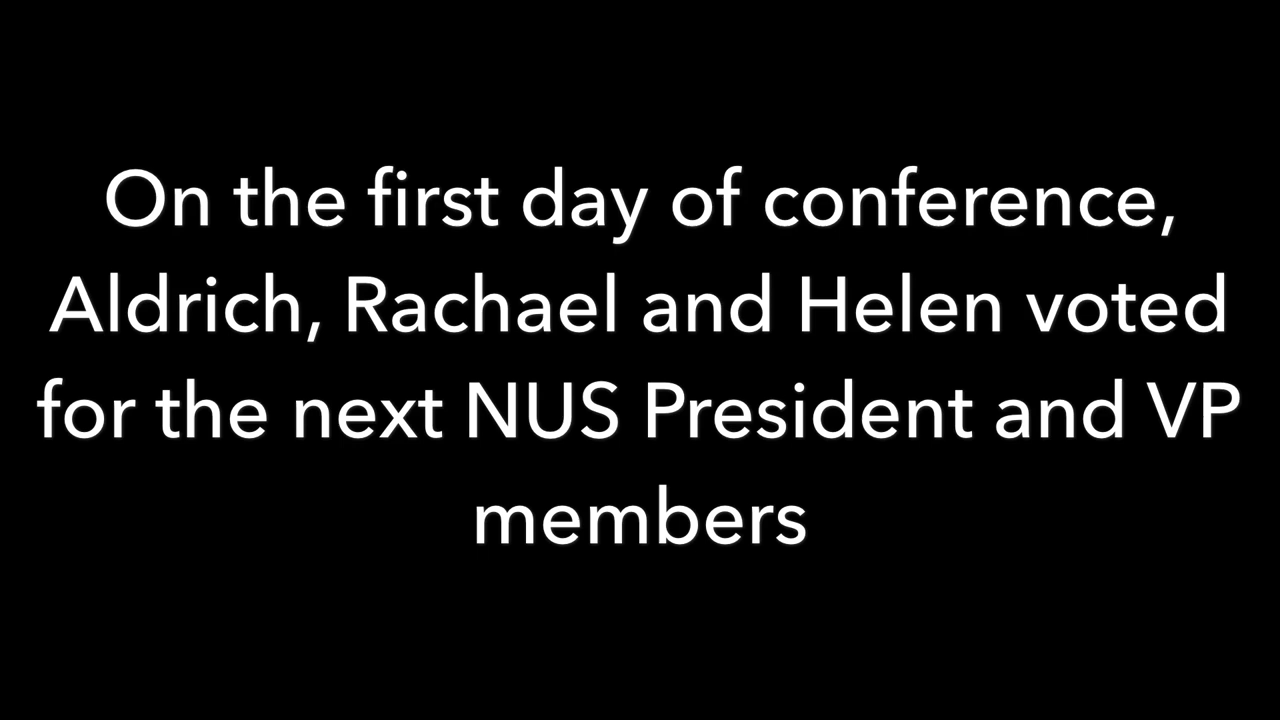 On the first day of conference,
Aldrich, Rachael and Helen voted
for the next NUS President and VP
members